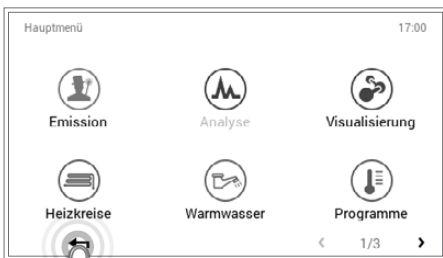 Hauptmenü 17:00
Emission Analyse Visualisierung
Heizkreise Warmwasser Programme
1/3